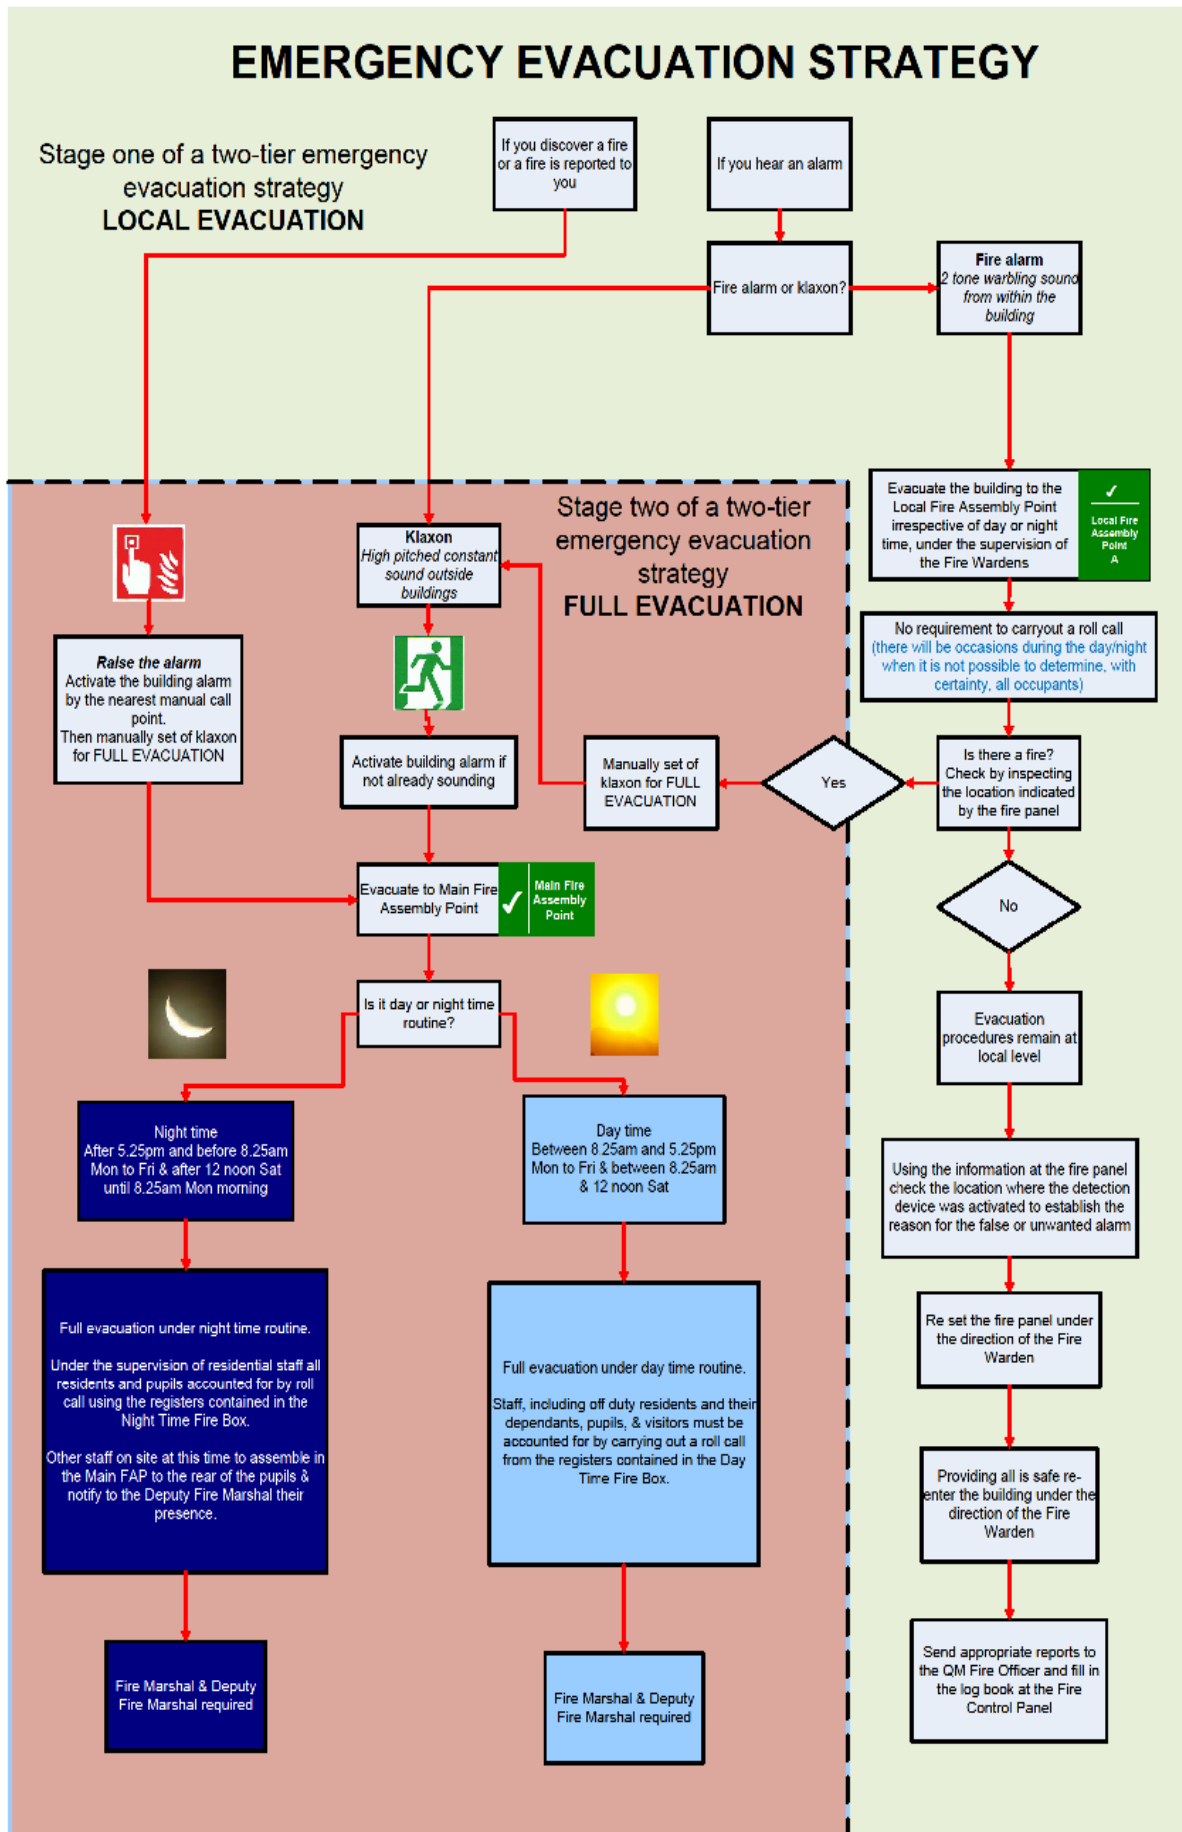 EMERGENCY EVACUATION STRATEGY
Stage one of a two-tier emergency
evacuation strategy
LOCAL EVACUATION
If you discover a fire
or a fire is reported to
you
If you hear an alarm
Fire alarm or klaxon?
Fire alarm
2 tone warbling sound
from within the
building
Evacuate the building to the
Local Fire Assembly Point
irrespective of day or night
time, under the supervision of
the Fire Wardens
Local Fire
Assembly
Point
A
No requirement to carryout a roll call
(there will be occasions during the day/night
when it is not possible to determine, with
certainty, all occupants)
Is there a fire?
Check by inspecting
the location indicated
by the fire panel
Yes
Manually set of
klaxon for FULL
EVACUATION
No
Evacuation
procedures remain at
local level
Using the information at the fire panel
check the location where the detection
device was activated to establish the
reason for the false or unwanted alarm
Re set the fire panel under
the direction of the Fire
Warden
Providing all is safe re-
enter the building under the
direction of the Fire
Warden
Send appropriate reports to
the QM Fire Officer and fill in
the log book at the Fire
Control Panel
Stage two of a two-tier
emergency evacuation
strategy
FULL EVACUATION
Klaxon
High pitched constant
sound outside
buildings
Raise the alarm
Activate the building alarm
by the nearest manual call
point.
Then manually set of klaxon
for FULL EVACUATION
Activate building alarm if
not already sounding
Evacuate to Main Fire
Assembly Point
Main Fire
Assembly
Point
Is it day or night time
routine?
Night time
After 5.25pm and before 8.25am
Mon to Fri & after 12 noon Sat
until 8.25am Mon morning
Day time
Between 8.25am and 5.25pm
Mon to Fri & between 8.25am
& 12 noon Sat
Full evacuation under night time routine.
Under the supervision of residential staff all
residents and pupils accounted for by roll
call using the registers contained in the
Night Time Fire Box.
Other staff on site at this time to assemble in
the Main FAP to the rear of the pupils &
notify to the Deputy Fire Marshal their
presence.
Full evacuation under day time routine.
Staff, including off duty residents and their
dependants, pupils, & visitors must be
accounted for by carrying out a roll call
from the registers contained in the Day
Time Fire Box.
Fire Marshal & Deputy
Fire Marshal required
Fire Marshal & Deputy
Fire Marshal required